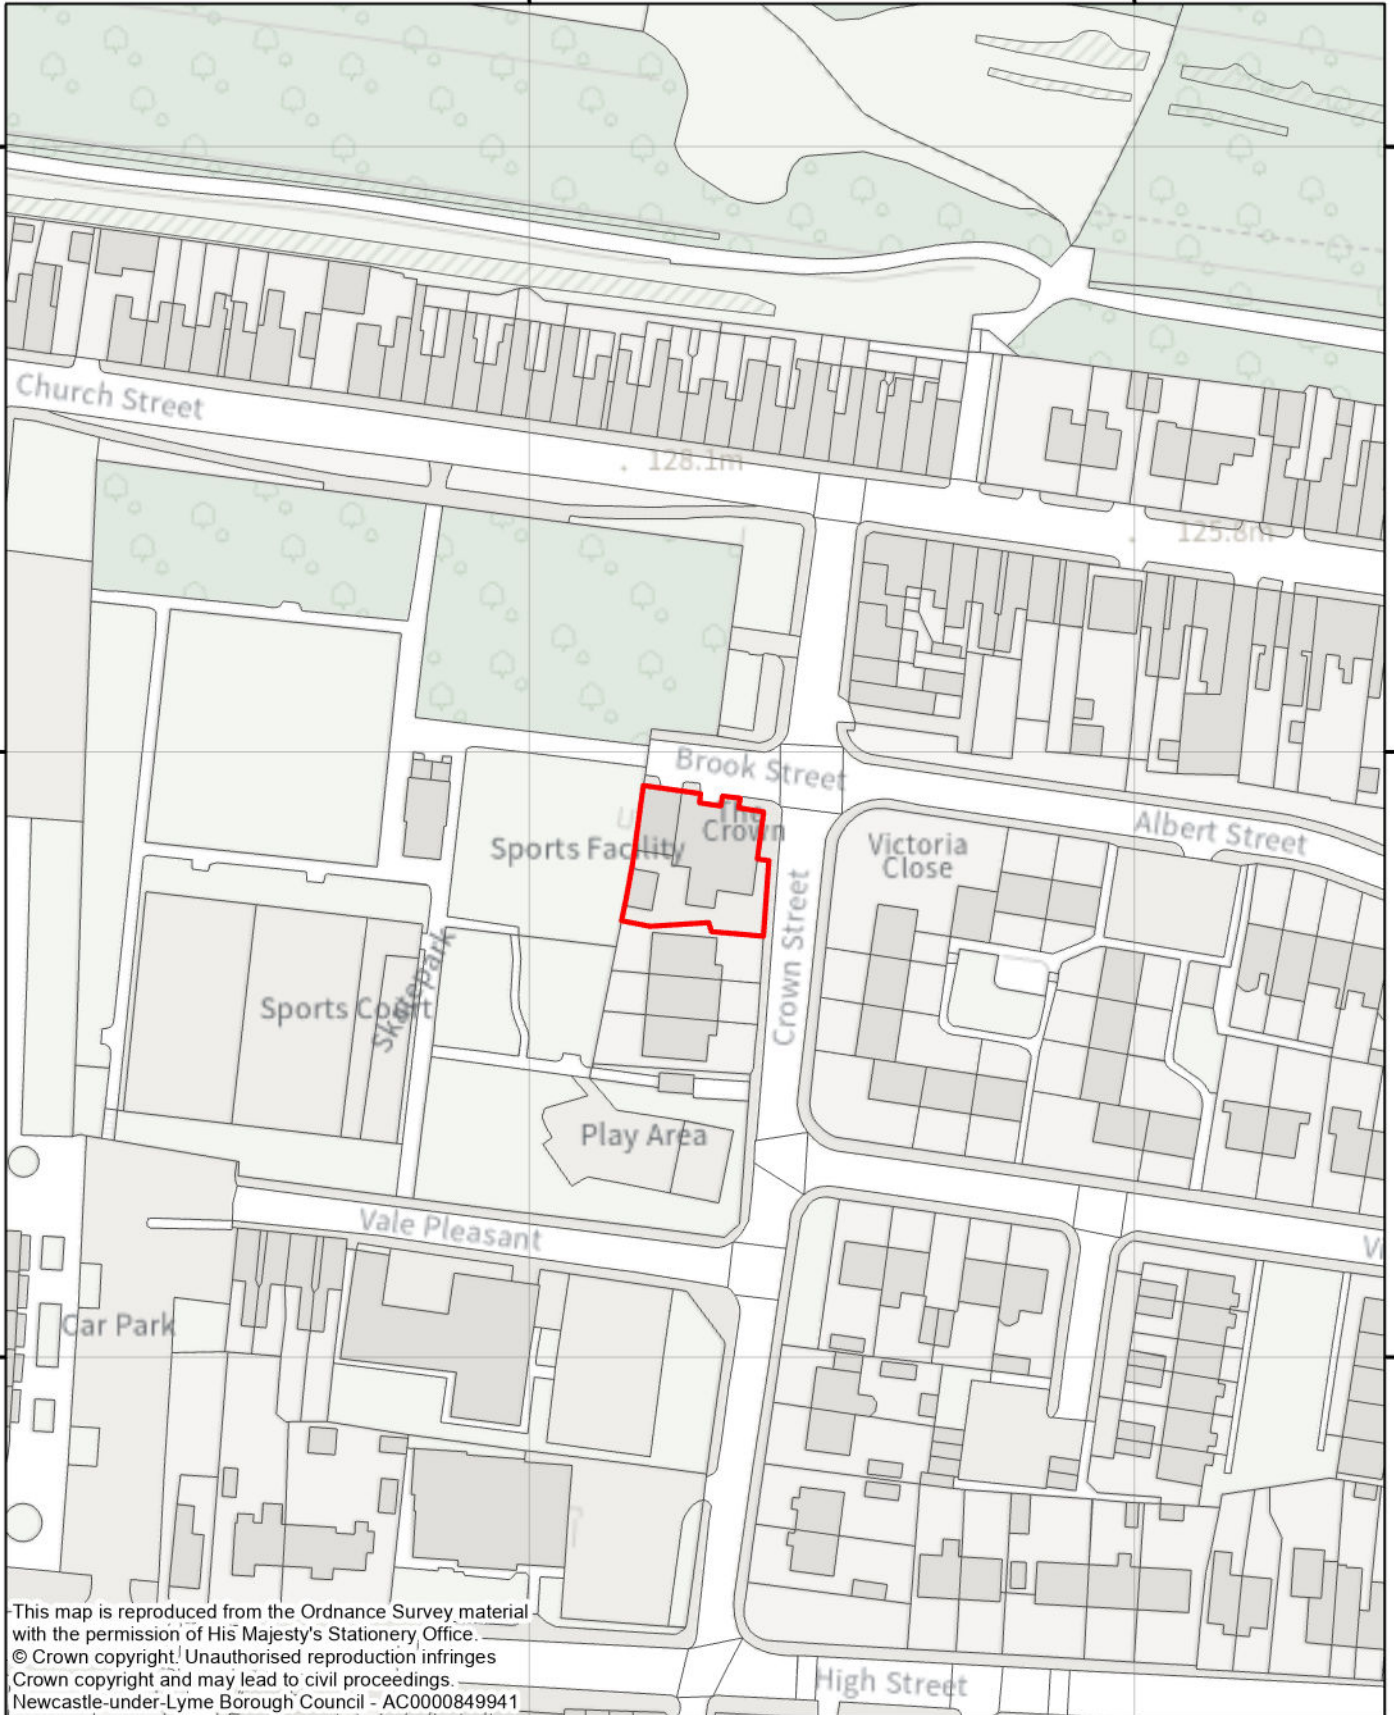 Church Street
128.1m
125.8m
Brook Street
The
Crown
Albert Street
Sports Facility
Victoria
Close
Crown Street
Skatepark
Sports Court
Play Area
Vale Pleasant
Vi
Car Park
High Street
This map is reproduced from the Ordnance Survey material
with the permission of His Majesty's Stationery Office.
© Crown copyright. Unauthorised reproduction infringes
Crown copyright and may lead to civil proceedings.
Newcastle-under-Lyme Borough Council - AC0000849941